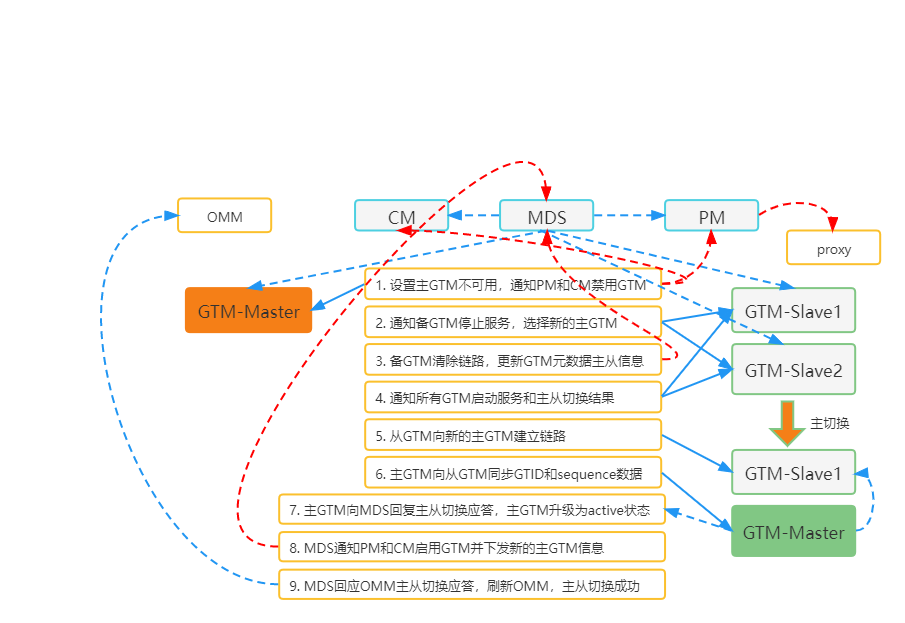 OMM
CM
MDS
PM
proxy
GTM-Master
1. 设置主GTM不可用，通知PM和CM禁用GTM
2. 通知备GTM停止服务，选择新的主GTM
3. 备GTM清除链路，更新GTM元数据主从信息
4. 通知所有GTM启动服务和主从切换结果
5. 从GTM向新的主GTM建立链路
6. 主GTM向从GTM同步GTID和sequence数据
7. 主GTM向MDS回复主从切换应答，主GTM升级为active状态
8. MDS通知PM和CM启用GTM并下发新的主GTM信息
9. MDS回应OMM主从切换应答，刷新OMM，主从切换成功
GTM-Slave1
GTM-Slave2
主切换
GTM-Slave1
GTM-Master